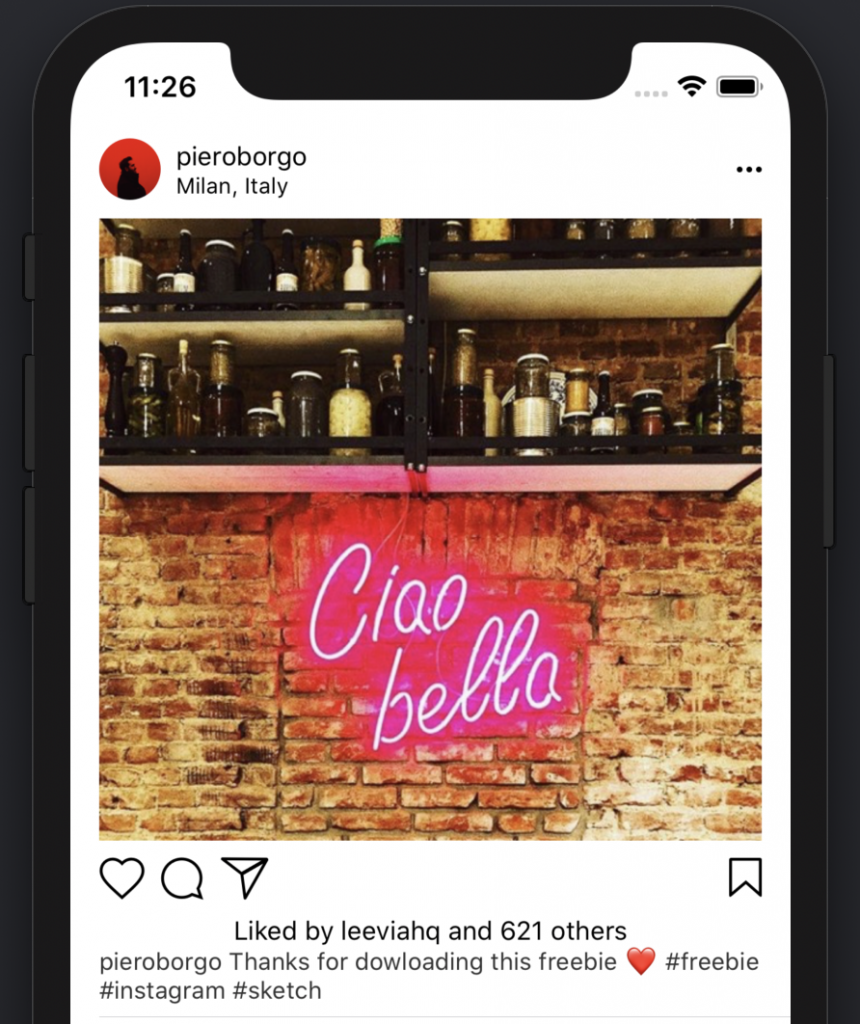 11:26
pieroborgo
Milan, Italy
Ciao
bella
Liked by leeviahq and 621 others
pieroborgo Thanks for dowloading this freebie ❤️ #freebie
#instagram #sketch